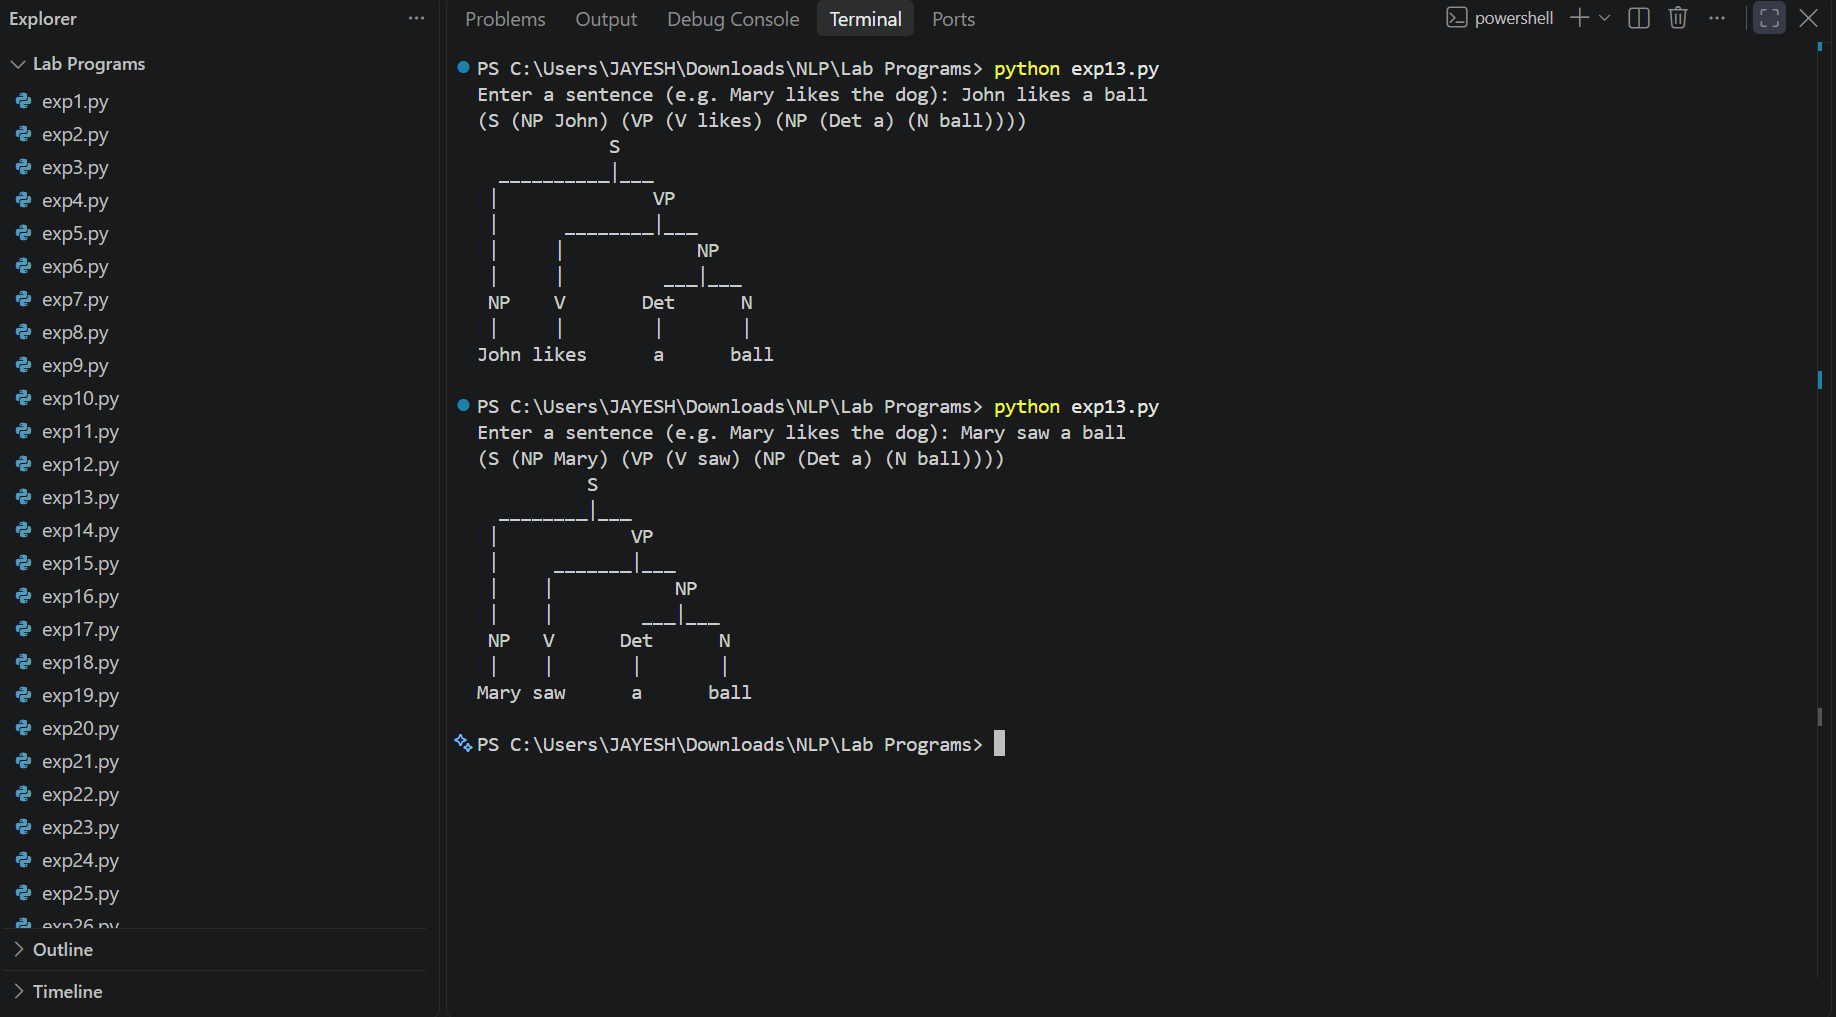 Explorer
Lab Programs
exp1.py
exp2.py
exp3.py
exp4.py
exp5.py
exp6.py
exp7.py
exp8.py
exp9.py
exp10.py
exp11.py
exp12.py
exp13.py
exp14.py
exp15.py
exp16.py
exp17.py
exp18.py
exp19.py
exp20.py
exp21.py
exp22.py
exp23.py
exp24.py
exp25.py
exp26.py
Outline
Timeline
Problems Output Debug Console Terminal Ports powershell
PS C:\Users\JAYESH\Downloads\NLP\Lab Programs> python exp13.py
Enter a sentence (e.g. Mary likes the dog): John likes a ball
(S (NP John) (VP (V likes) (NP (Det a) (N ball))))
S
VP
NP
NP V Det N
John likes a ball
PS C:\Users\JAYESH\Downloads\NLP\Lab Programs> python exp13.py
Enter a sentence (e.g. Mary likes the dog): Mary saw a ball
(S (NP Mary) (VP (V saw) (NP (Det a) (N ball))))
S
VP
NP
NP V Det N
Mary saw a ball
PS C:\Users\JAYESH\Downloads\NLP\Lab Programs>